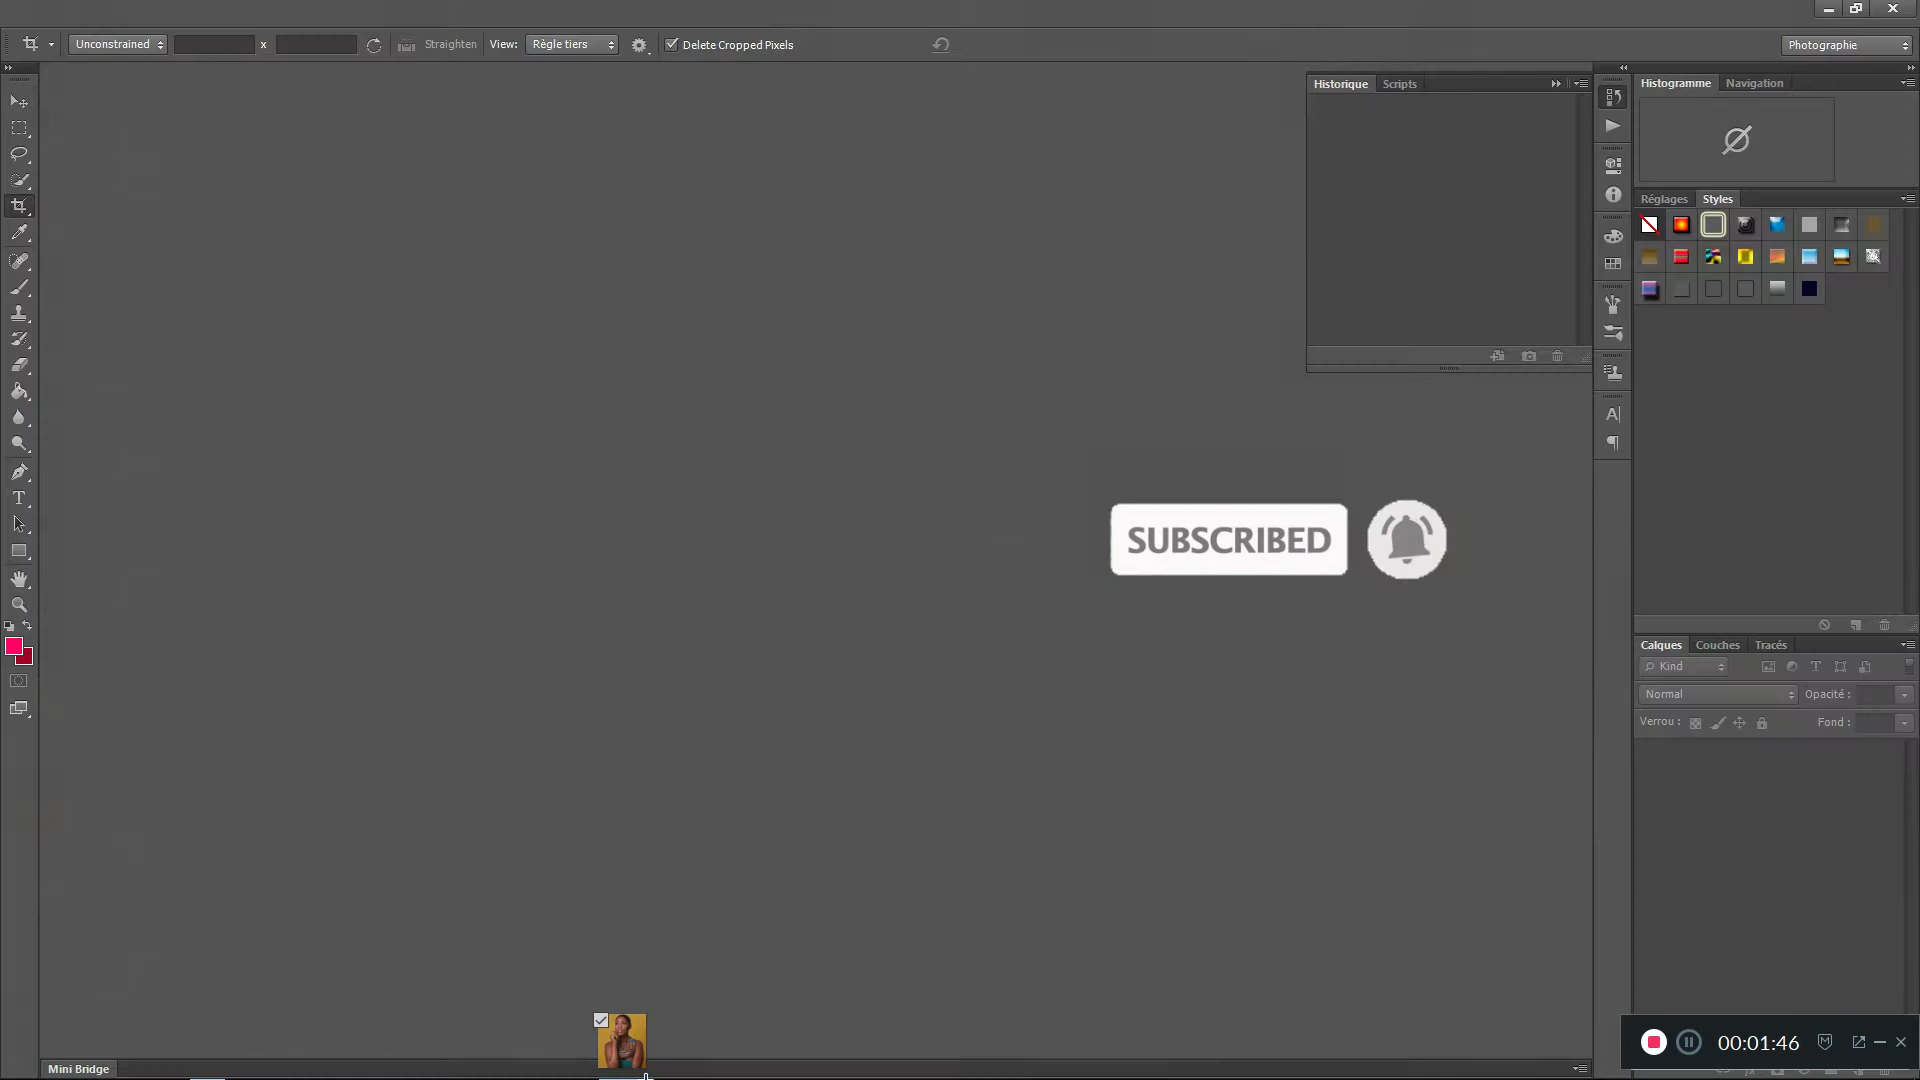 Unconstrained x Straighten View: Règle tiers Delete Cropped Pixels Photographie
Historique Scripts
Histogramme Navigation
Réglages Styles
SUBSCRIBED
Calques Couches Tracés
Kind
Normal Opacité :
Verrou : Fond :
00:01:46
Mini Bridge